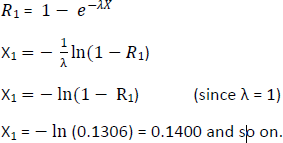 R₁ = 1 − e^(−λX)
X₁ = − 1/λ ln(1 − R₁)
X₁ = − ln(1 − R₁) (since λ = 1)
X₁ = − ln (0.1306) = 0.1400 and so on.